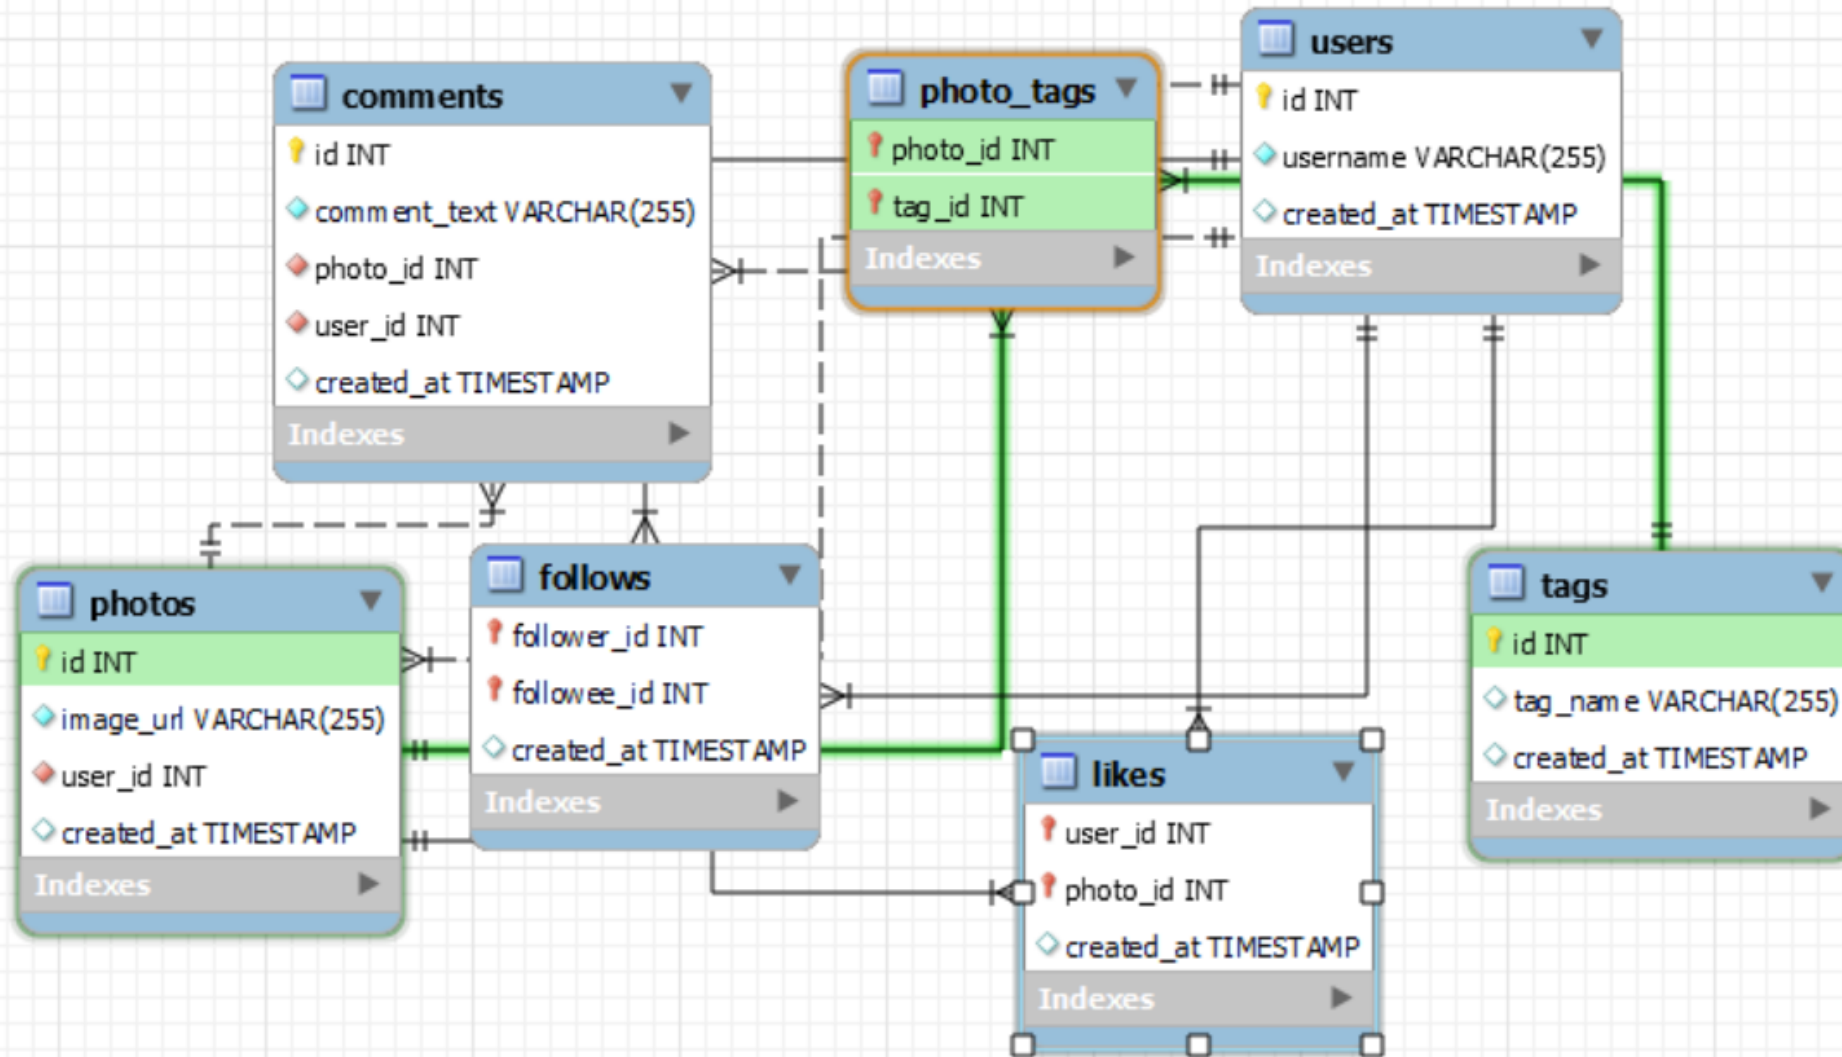 comments
id INT
comment_text VARCHAR(255)
photo_id INT
user_id INT
created_at TIMESTAMP
Indexes
photo_tags
photo_id INT
tag_id INT
Indexes
users
id INT
username VARCHAR(255)
created_at TIMESTAMP
Indexes
photos
id INT
image_url VARCHAR(255)
user_id INT
created_at TIMESTAMP
Indexes
follows
follower_id INT
followee_id INT
created_at TIMESTAMP
Indexes
likes
user_id INT
photo_id INT
created_at TIMESTAMP
Indexes
tags
id INT
tag_name VARCHAR(255)
created_at TIMESTAMP
Indexes